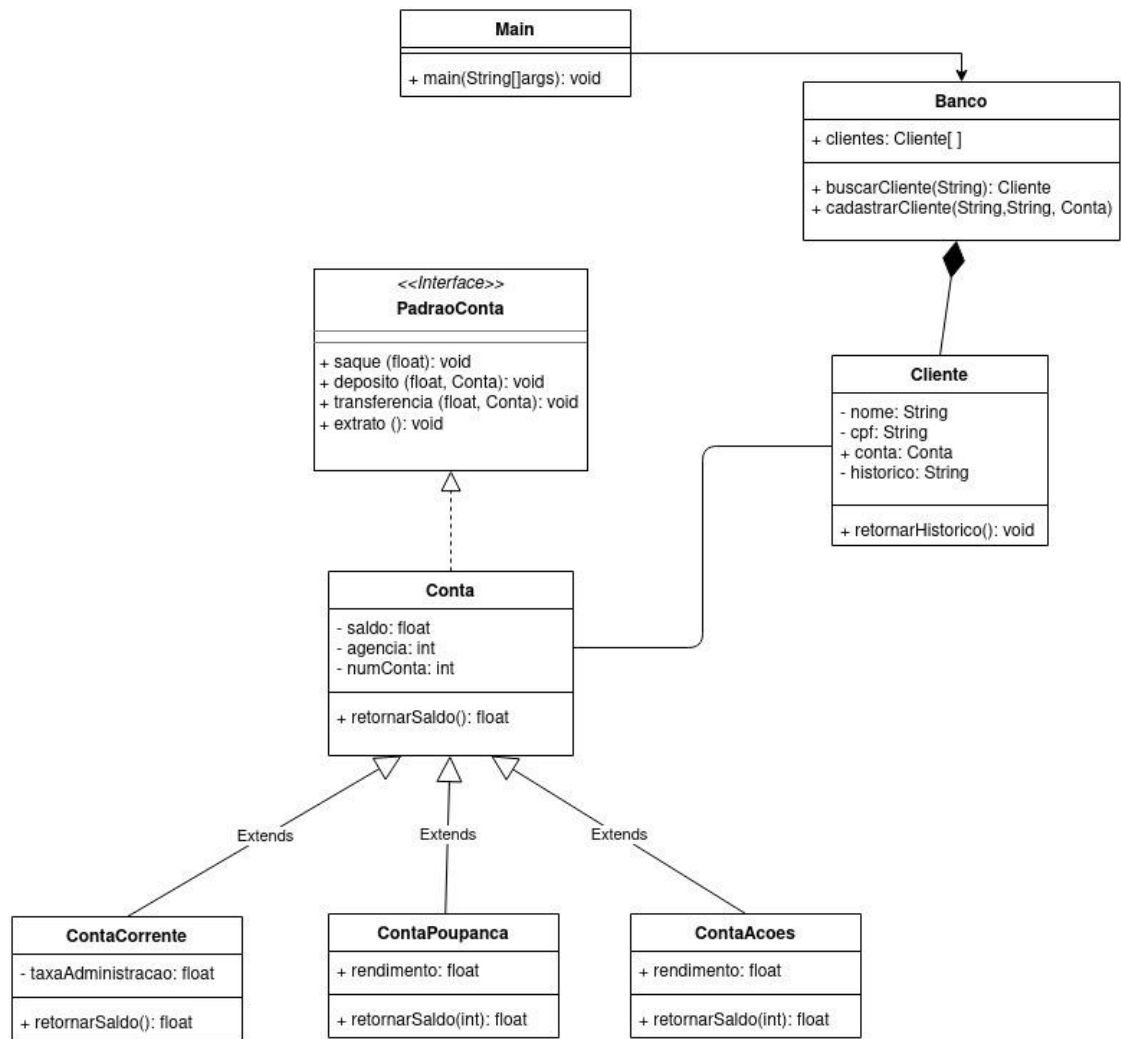 Main
+ main(String[]args): void
Banco
+ clientes: Cliente[ ]
+ buscarCliente(String): Cliente
+ cadastrarCliente(String,String, Conta)
<<Interface>>
PadraoConta
+ saque (float): void
+ deposito (float, Conta): void
+ transferencia (float, Conta): void
+ extrato (): void
Cliente
- nome: String
- cpf: String
+ conta: Conta
- historico: String
+ retornarHistorico(): void
Conta
- saldo: float
- agencia: int
- numConta: int
+ retornarSaldo(): float
Extends
Extends
Extends
ContaCorrente
- taxaAdministracao: float
+ retornarSaldo(): float
ContaPoupanca
+ rendimento: float
+ retornarSaldo(int): float
ContaAcoes
+ rendimento: float
+ retornarSaldo(int): float